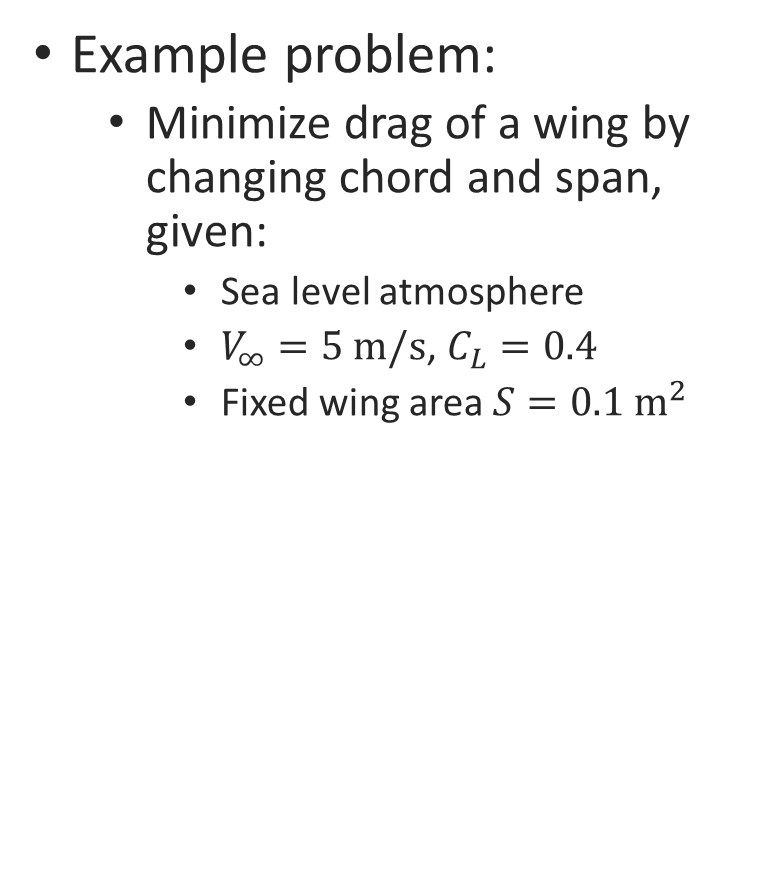 • Example problem:
• Minimize drag of a wing by
changing chord and span,
given:
• Sea level atmosphere
• V∞ = 5 m/s, C_L = 0.4
• Fixed wing area S = 0.1 m²